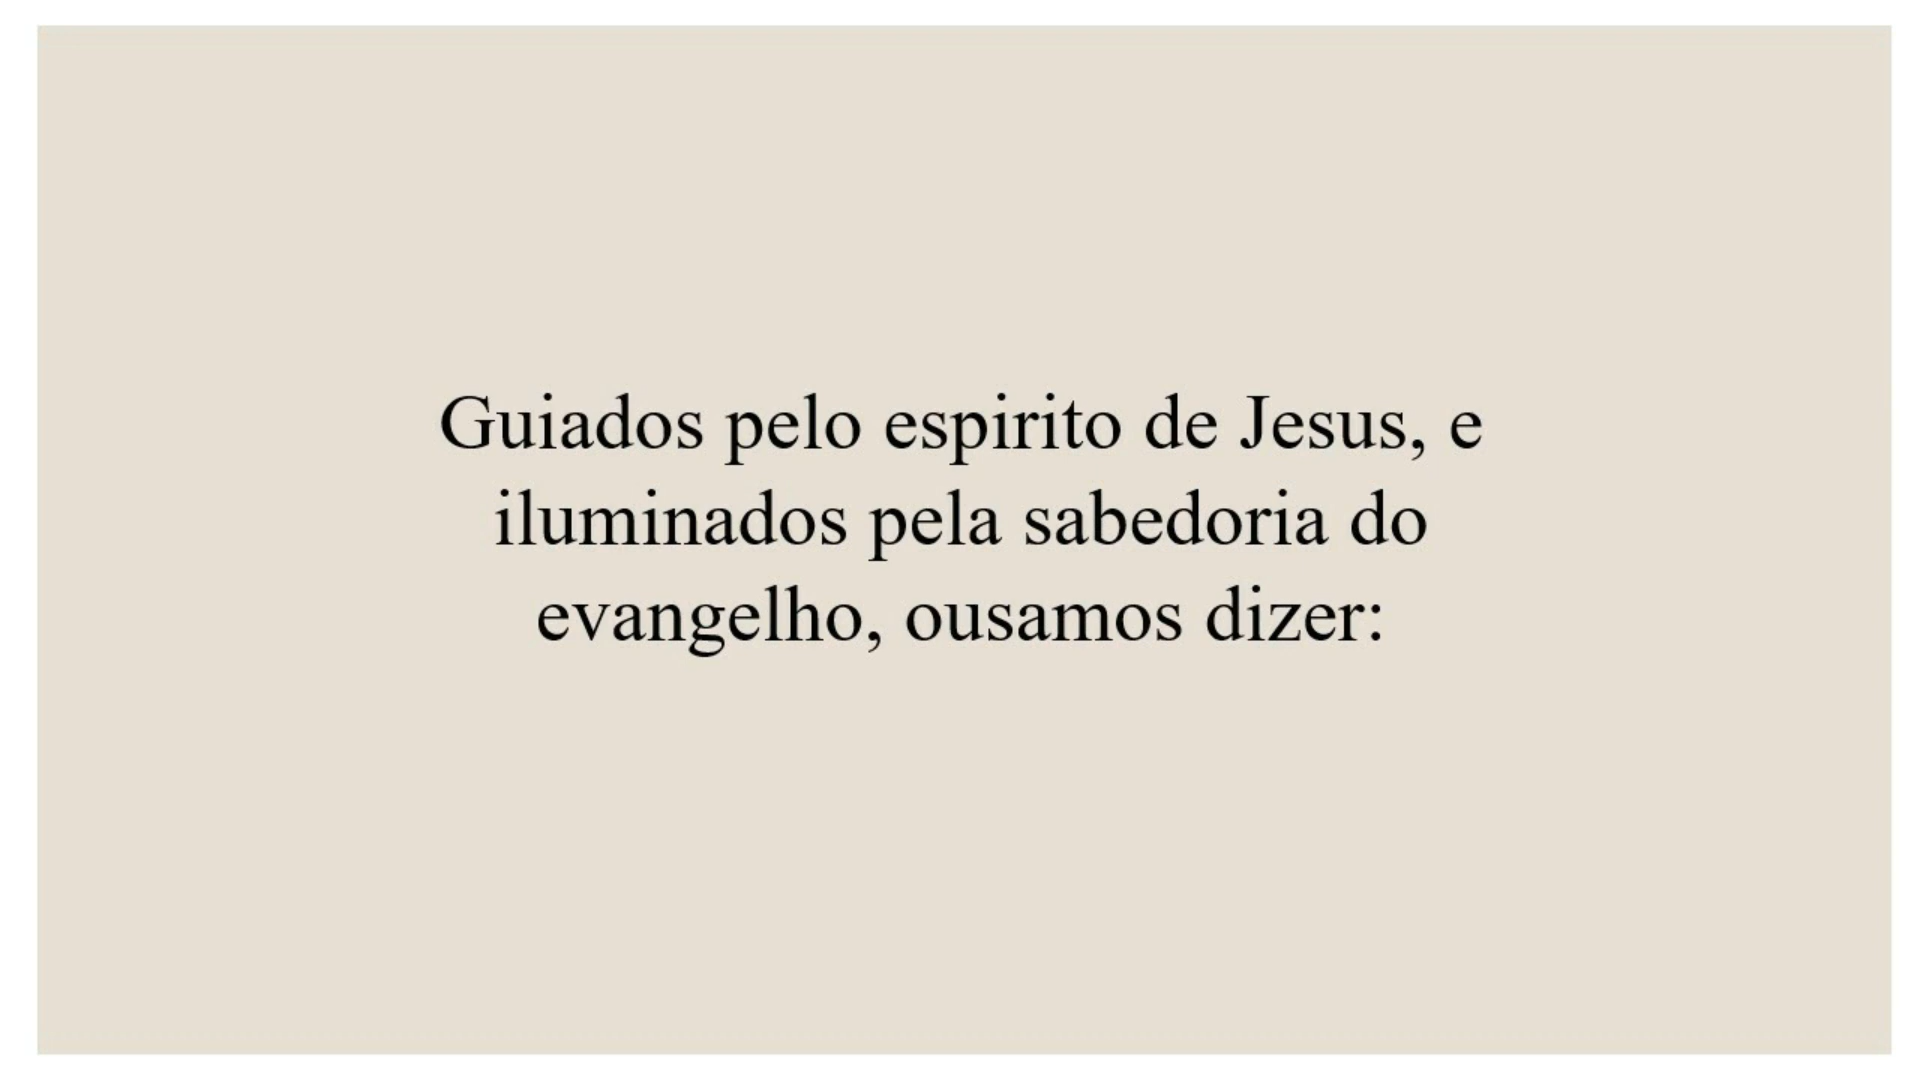 Guiados pelo espirito de Jesus, e
iluminados pela sabedoria do
evangelho, ousamos dizer: